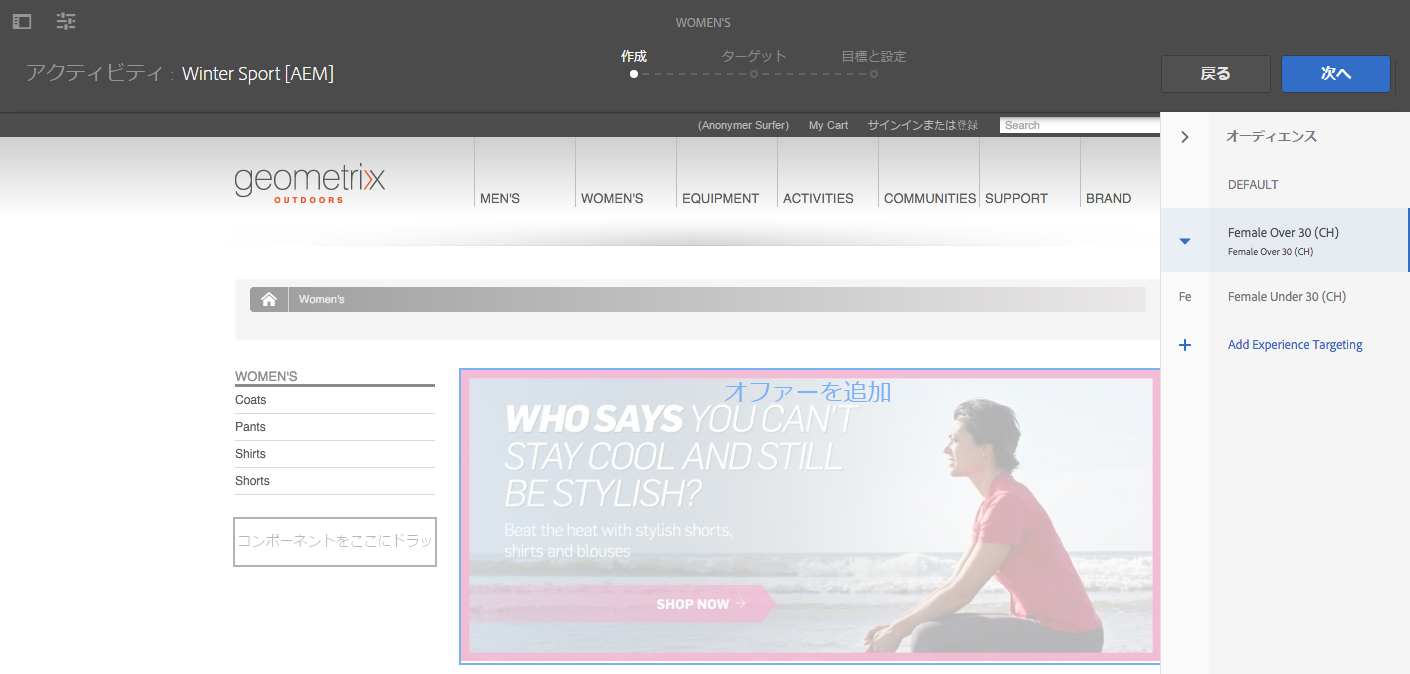 WOMEN'S
アクティビティ : Winter Sport [AEM]
作成
ターゲット
目標と設定
戻る
次へ
(Anonymer Surfer)
My Cart
サインインまたは登録
Search
geometrixx
OUTDOORS
MEN'S
WOMEN'S
EQUIPMENT
ACTIVITIES
COMMUNITIES
SUPPORT
BRAND
Women's
WOMEN'S
Coats
Pants
Shirts
Shorts
コンポーネントをここにドラッ
オファーを追加
WHO SAYS YOU CAN'T
STAY COOL AND STILL
BE STYLISH?
Beat the heat with stylish shorts,
shirts and blouses
SHOP NOW →
オーディエンス
DEFAULT
Female Over 30 (CH)
Female Over 30 (CH)
Fe
Female Under 30 (CH)
Add Experience Targeting